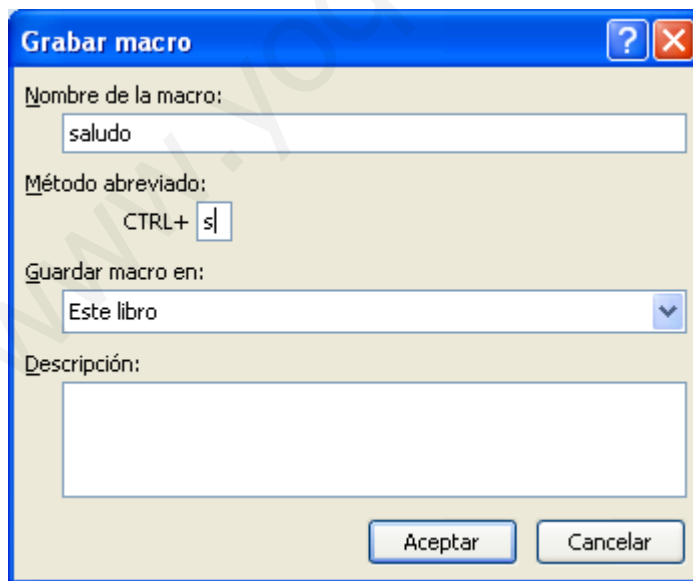 Grabar macro
Nombre de la macro:
saludo
Método abreviado:
CTRL+ s
Guardar macro en:
Este libro
Descripción:
Aceptar Cancelar